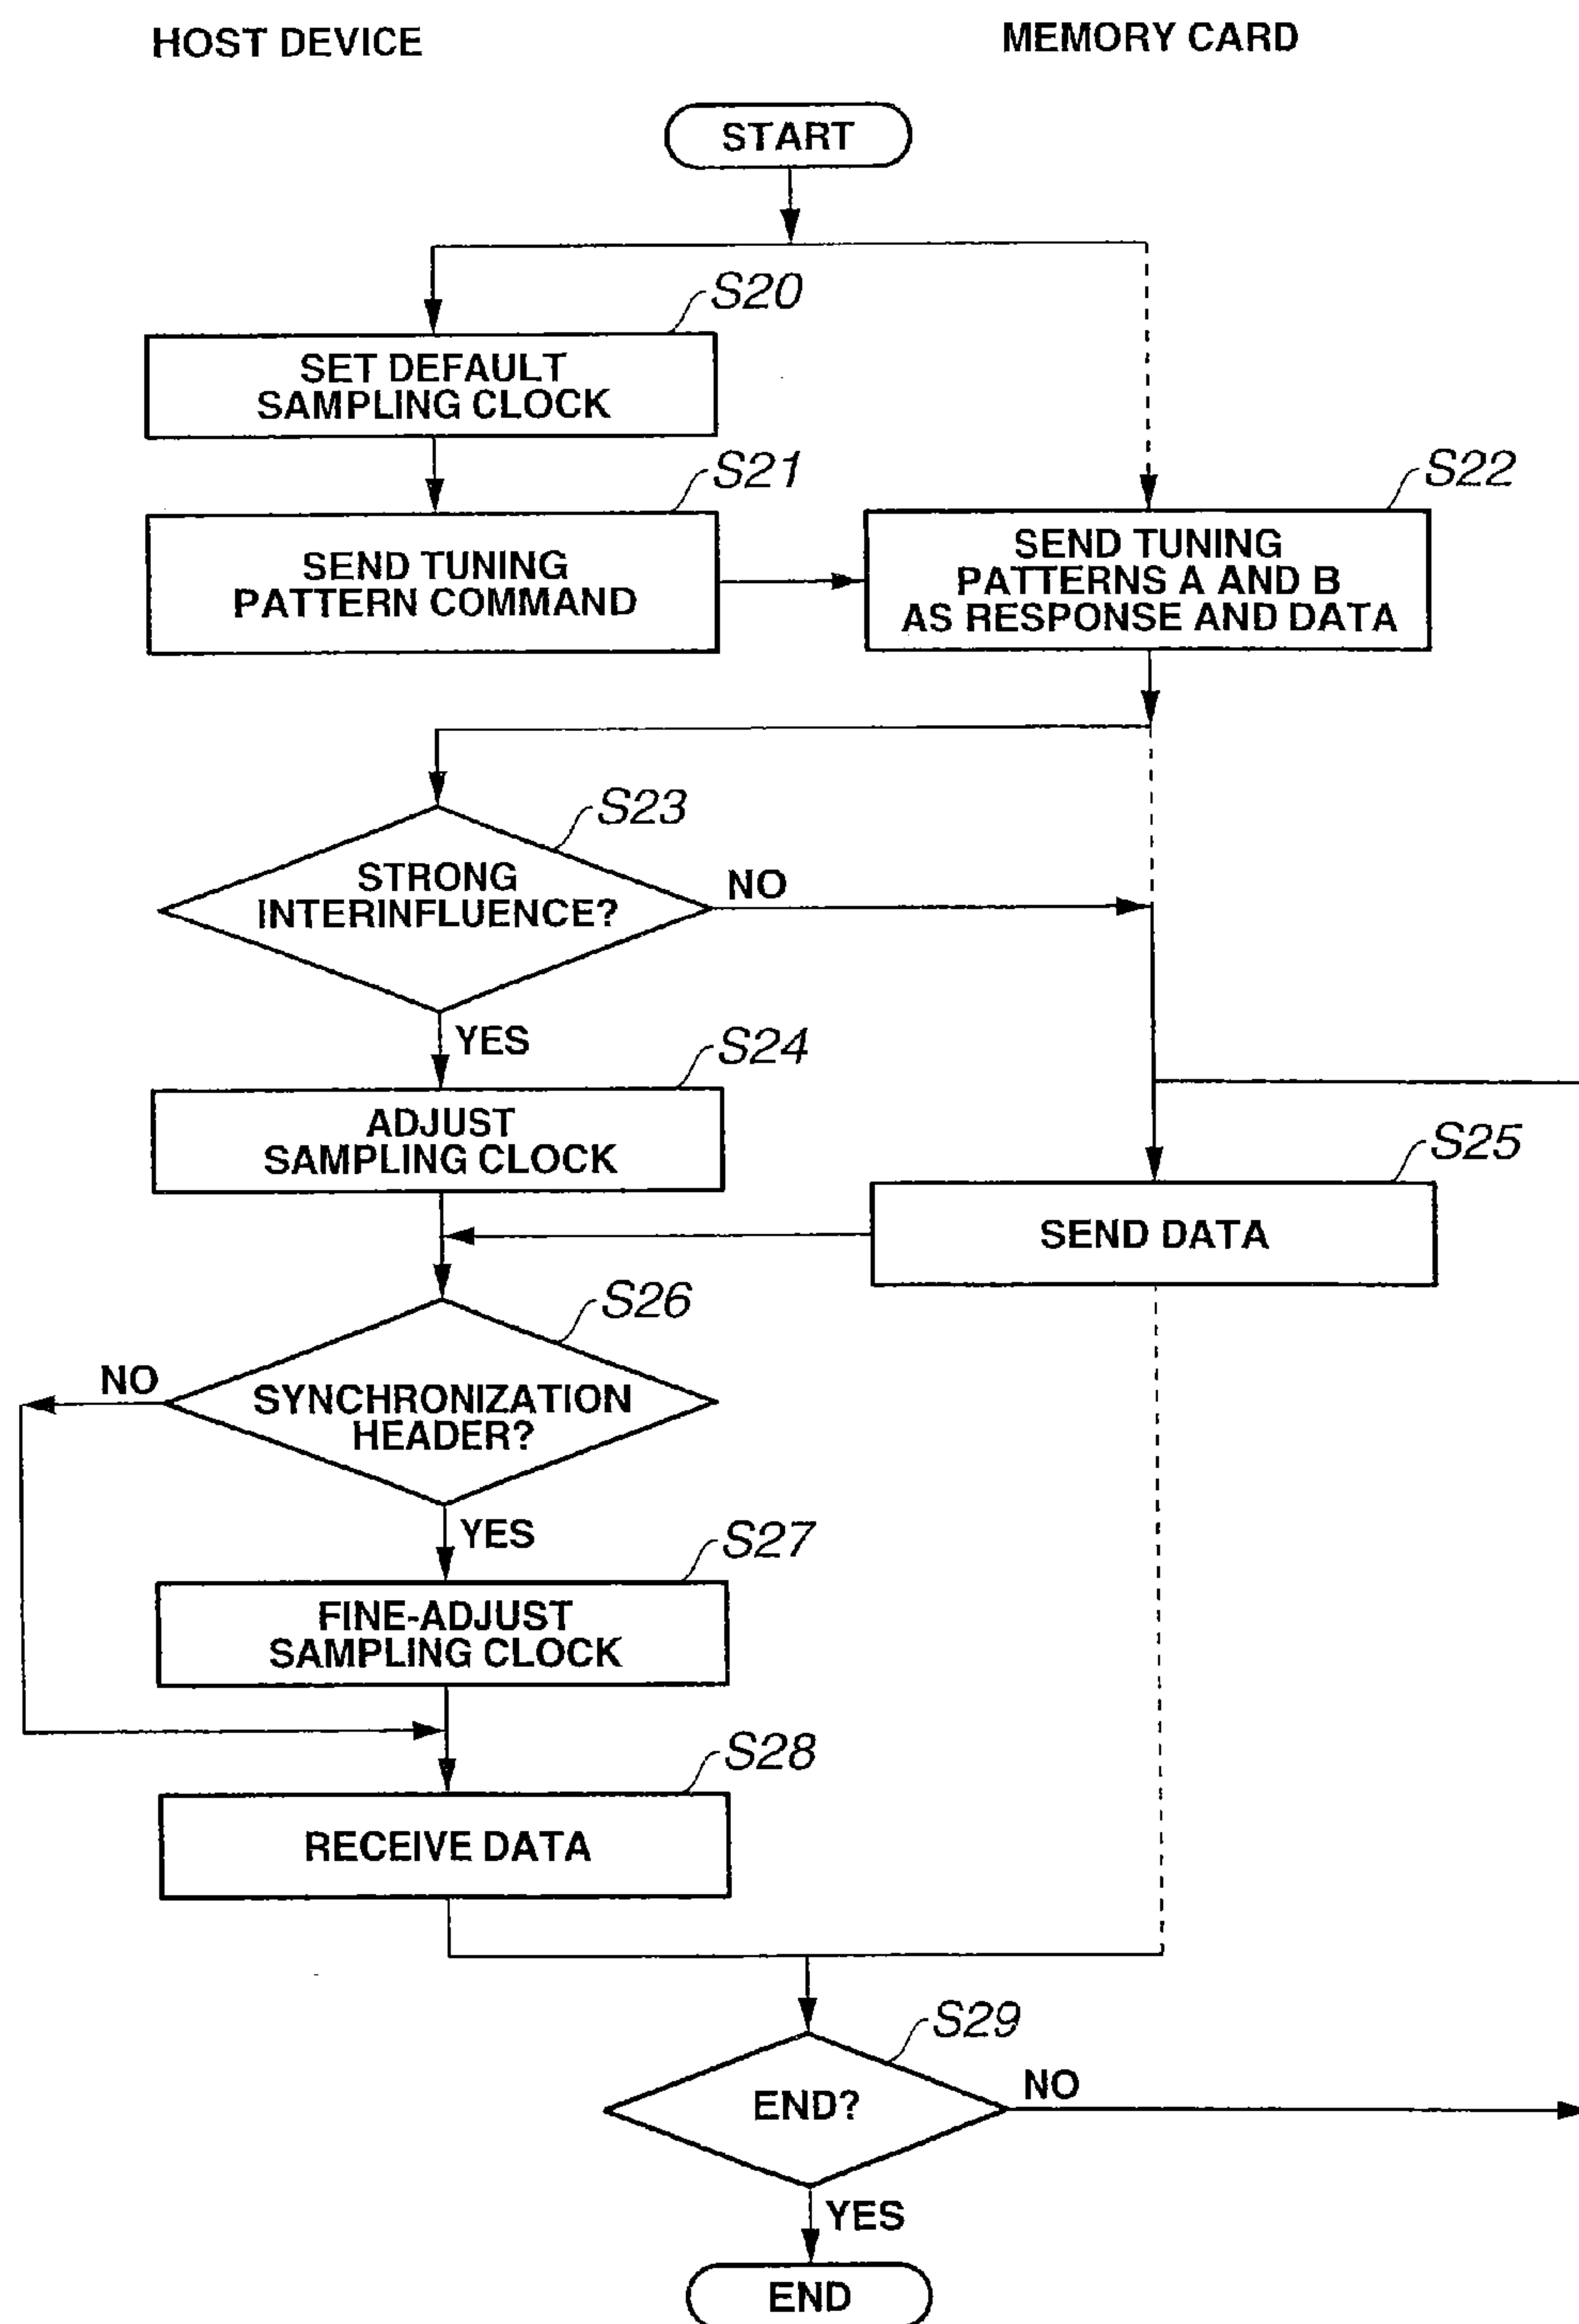 HOST DEVICE
MEMORY CARD
START
S20
SET DEFAULT
SAMPLING CLOCK
S21
SEND TUNING
PATTERN COMMAND
S22
SEND TUNING
PATTERNS A AND B
AS RESPONSE AND DATA
S23
STRONG
INTERINFLUENCE?
NO
YES
S24
ADJUST
SAMPLING CLOCK
S25
SEND DATA
S26
SYNCHRONIZATION
HEADER?
NO
YES
S27
FINE-ADJUST
SAMPLING CLOCK
S28
RECEIVE DATA
S29
END?
NO
YES
END